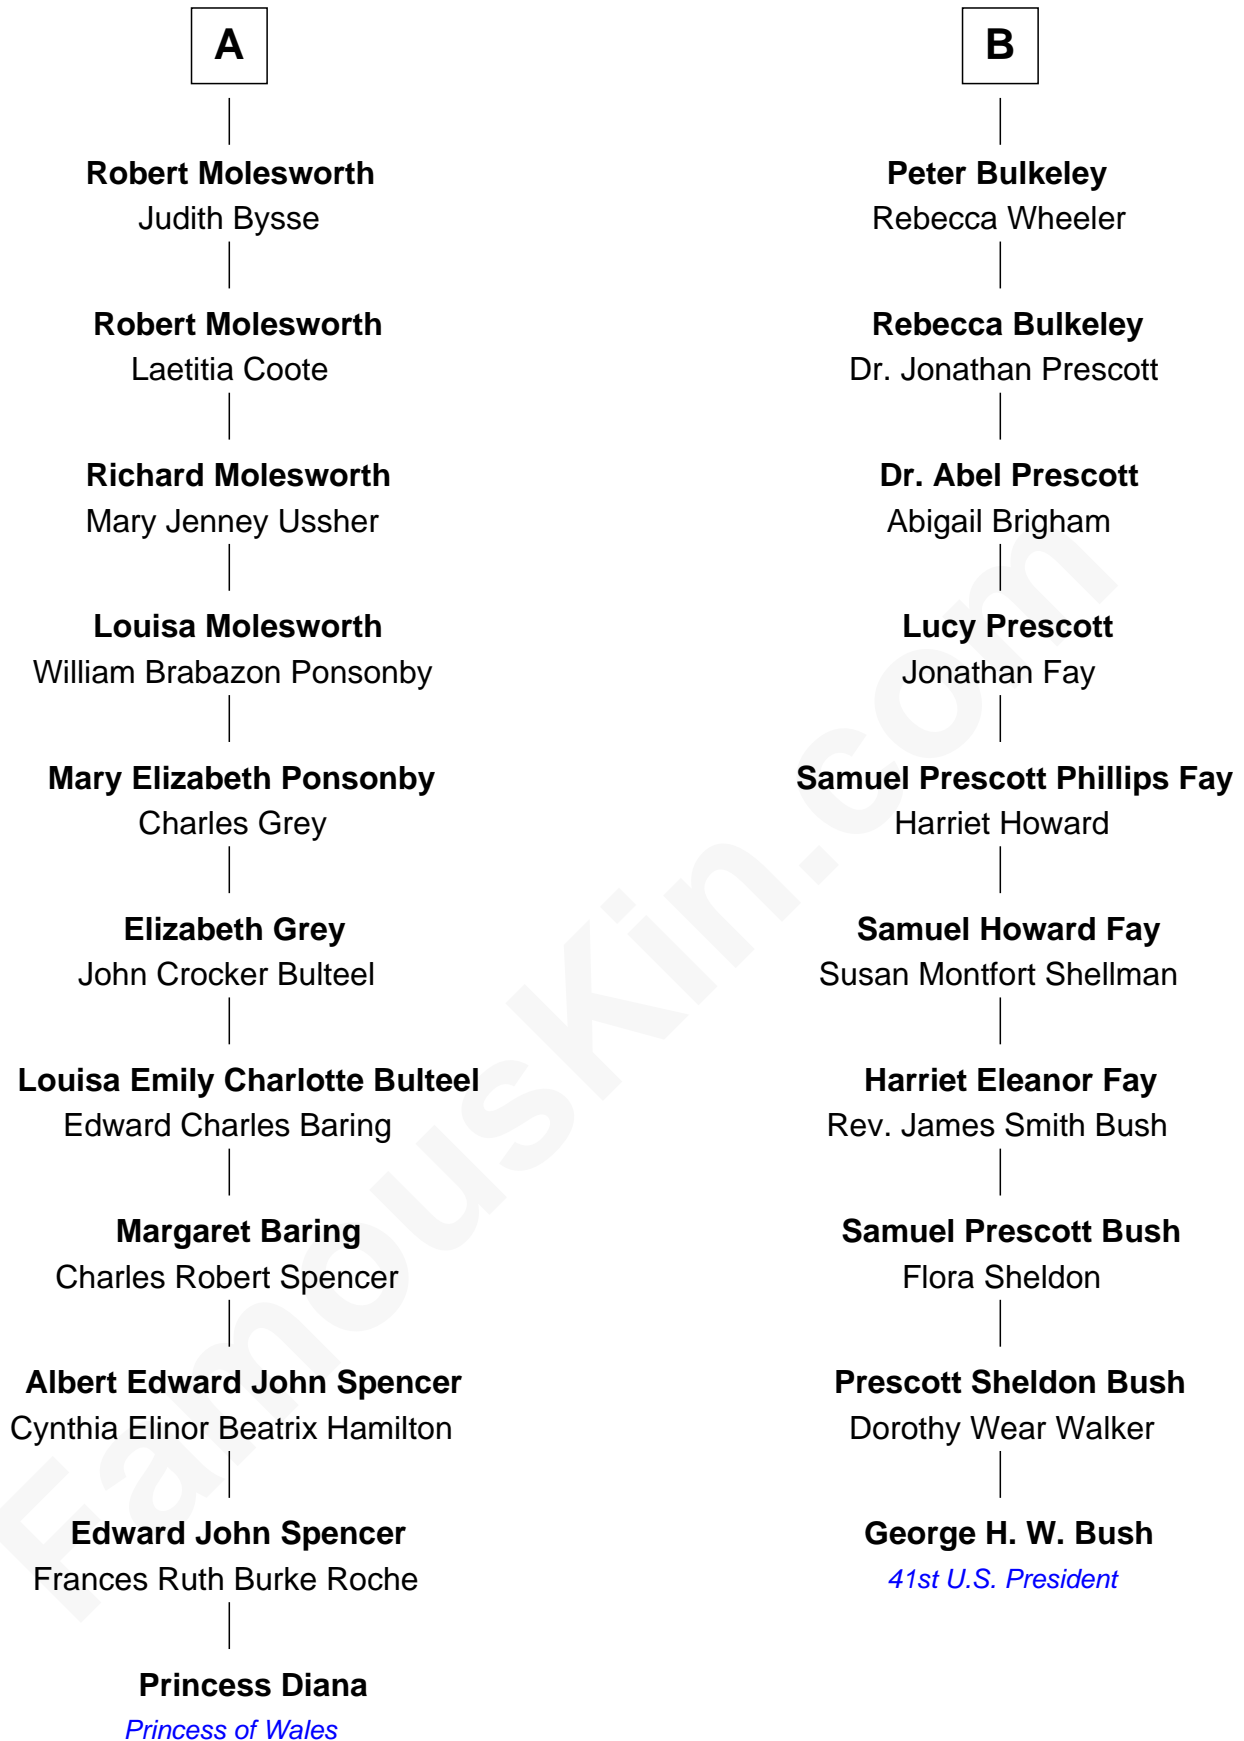 A
Robert Molesworth
Judith Bysse
Robert Molesworth
Laetitia Coote
Richard Molesworth
Mary Jenney Ussher
Louisa Molesworth
William Brabazon Ponsonby
Mary Elizabeth Ponsonby
Charles Grey
Elizabeth Grey
John Crocker Bulteel
Louisa Emily Charlotte Bulteel
Edward Charles Baring
Margaret Baring
Charles Robert Spencer
Albert Edward John Spencer
Cynthia Elinor Beatrix Hamilton
Edward John Spencer
Frances Ruth Burke Roche
Princess Diana
Princess of Wales
B
Peter Bulkeley
Rebecca Wheeler
Rebecca Bulkeley
Dr. Jonathan Prescott
Dr. Abel Prescott
Abigail Brigham
Lucy Prescott
Jonathan Fay
Samuel Prescott Phillips Fay
Harriet Howard
Samuel Howard Fay
Susan Montfort Shellman
Harriet Eleanor Fay
Rev. James Smith Bush
Samuel Prescott Bush
Flora Sheldon
Prescott Sheldon Bush
Dorothy Wear Walker
George H. W. Bush
41st U.S. President
FamousKin.com